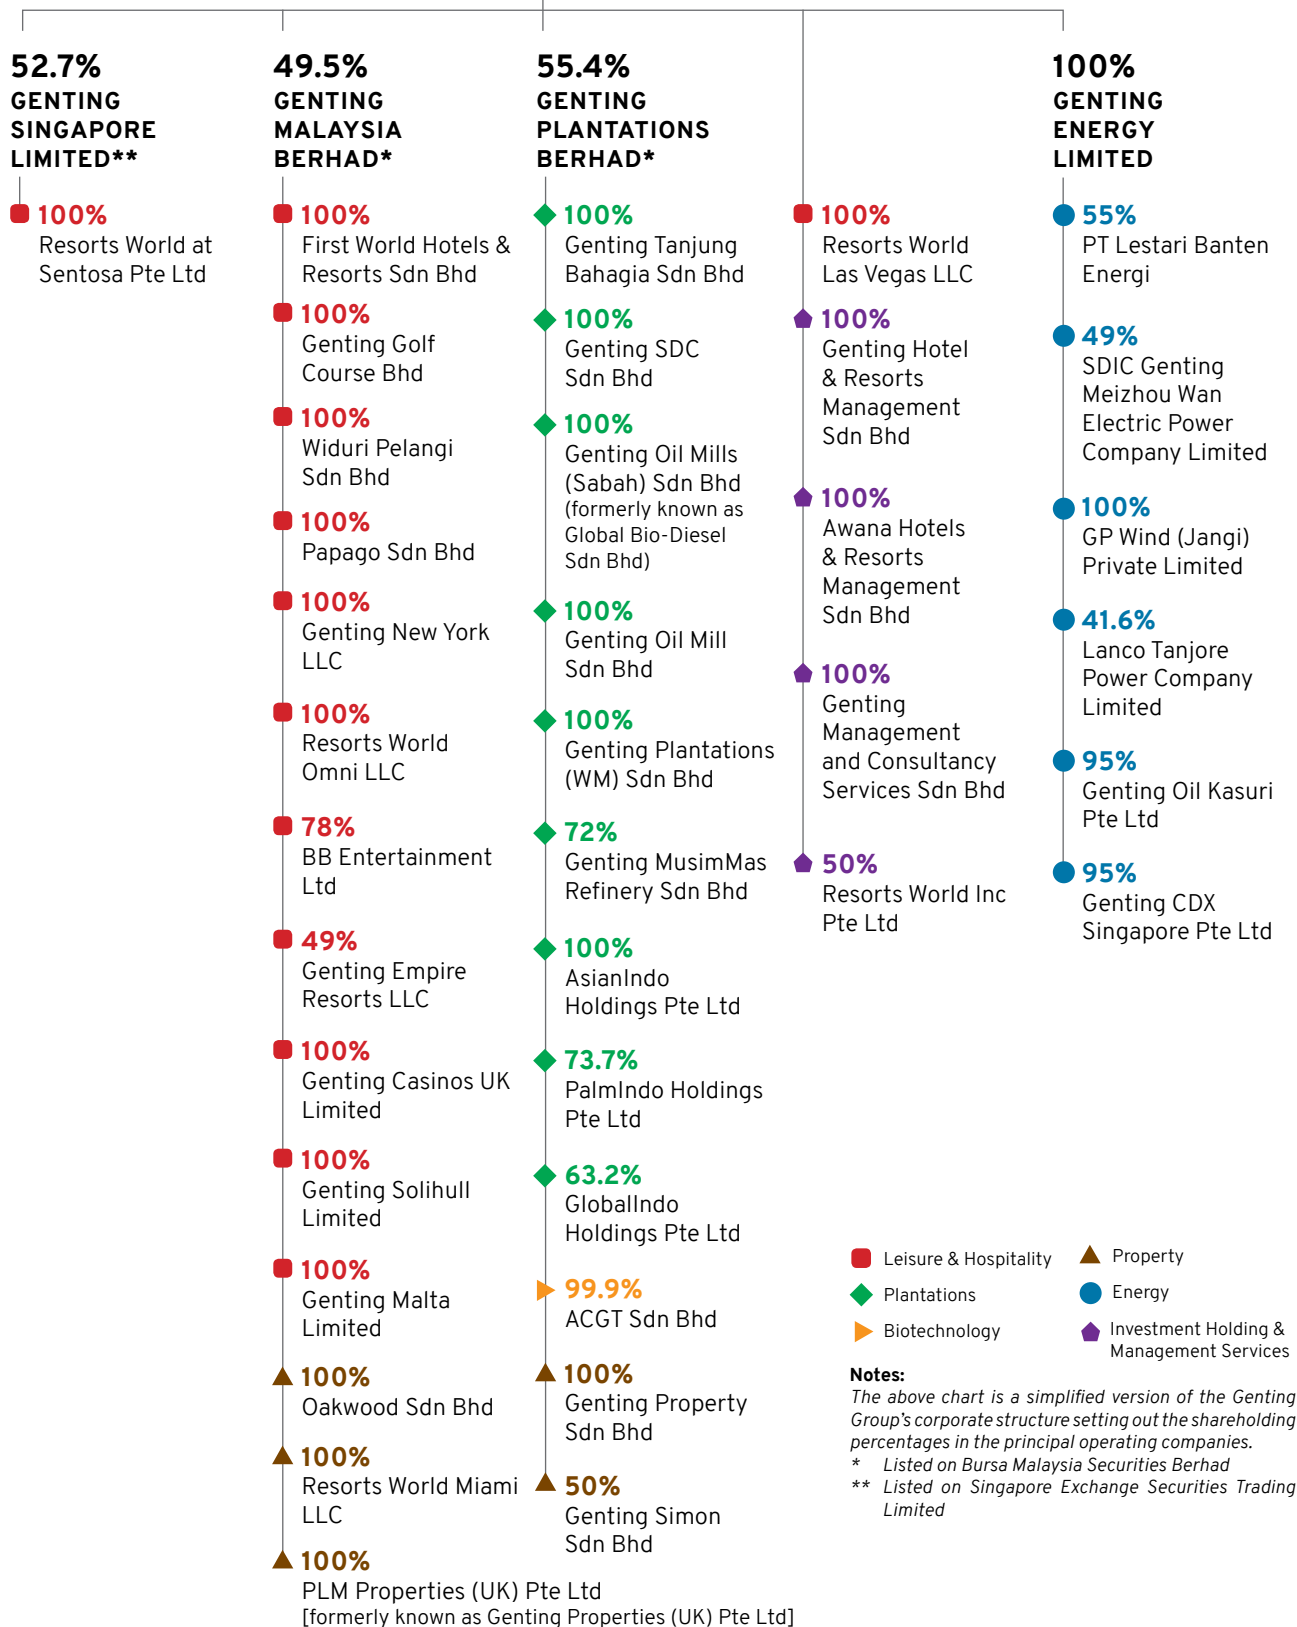 52.7%
GENTING
SINGAPORE
LIMITED**
100%
Resorts World at
Sentosa Pte Ltd
49.5%
GENTING
MALAYSIA
BERHAD*
100%
First World Hotels &
Resorts Sdn Bhd
100%
Genting Golf
Course Bhd
100%
Widuri Pelangi
Sdn Bhd
100%
Papago Sdn Bhd
100%
Genting New York
LLC
100%
Resorts World
Omni LLC
78%
BB Entertainment
Ltd
49%
Genting Empire
Resorts LLC
100%
Genting Casinos UK
Limited
100%
Genting Solihull
Limited
100%
Genting Malta
Limited
100%
Oakwood Sdn Bhd
100%
Resorts World Miami
LLC
100%
PLM Properties (UK) Pte Ltd
[formerly known as Genting Properties (UK) Pte Ltd]
55.4%
GENTING
PLANTATIONS
BERHAD*
100%
Genting Tanjung
Bahagia Sdn Bhd
100%
Genting SDC
Sdn Bhd
100%
Genting Oil Mills
(Sabah) Sdn Bhd
(formerly known as
Global Bio-Diesel
Sdn Bhd)
100%
Genting Oil Mill
Sdn Bhd
100%
Genting Plantations
(WM) Sdn Bhd
72%
Genting MusimMas
Refinery Sdn Bhd
100%
AsianIndo
Holdings Pte Ltd
73.7%
PalmIndo Holdings
Pte Ltd
63.2%
GlobalIndo
Holdings Pte Ltd
99.9%
ACGT Sdn Bhd
100%
Genting Property
Sdn Bhd
50%
Genting Simon
Sdn Bhd
100%
Resorts World
Las Vegas LLC
100%
Genting Hotel
& Resorts
Management
Sdn Bhd
100%
Awana Hotels
& Resorts
Management
Sdn Bhd
100%
Genting
Management
and Consultancy
Services Sdn Bhd
50%
Resorts World Inc
Pte Ltd
100%
GENTING
ENERGY
LIMITED
55%
PT Lestari Banten
Energi
49%
SDIC Genting
Meizhou Wan
Electric Power
Company Limited
100%
GP Wind (Jangi)
Private Limited
41.6%
Lanco Tanjore
Power Company
Limited
95%
Genting Oil Kasuri
Pte Ltd
95%
Genting CDX
Singapore Pte Ltd
Leisure & Hospitality
Plantations
Biotechnology
Property
Energy
Investment Holding &
Management Services
Notes:
The above chart is a simplified version of the Genting
Group's corporate structure setting out the shareholding
percentages in the principal operating companies.
* Listed on Bursa Malaysia Securities Berhad
** Listed on Singapore Exchange Securities Trading
Limited